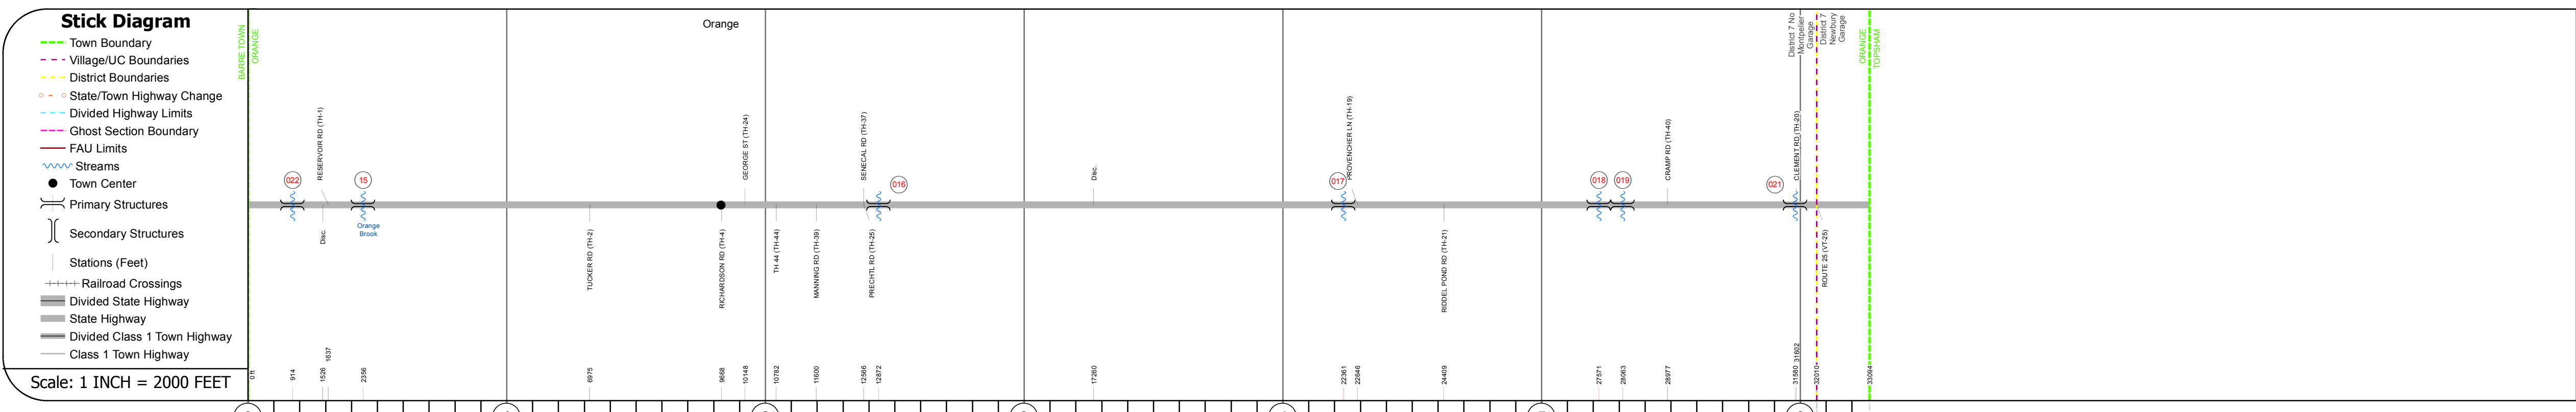 Stick Diagram
Town Boundary
Village/UC Boundaries
District Boundaries
State/Town Highway Change
Divided Highway Limits
Ghost Section Boundary
FAU Limits
Streams
Town Center
Primary Structures
Secondary Structures
Stations (Feet)
Railroad Crossings
Divided State Highway
State Highway
Divided Class 1 Town Highway
Class 1 Town Highway
Scale: 1 INCH = 2000 FEET
BARRE TOWN
ORANGE
Orange
District 7 No
Montpelier
Garage
District 7
Newbury
Garage
ORANGE
TOPSHAM
RESERVOIR RD (TH-1)
GEORGE ST (TH-24)
SENECAL RD (TH-37)
Disc.
PROVENCHER LN (TH-19)
CRAMP RD (TH-40)
CLEMENT RD (TH-20)
022
15
016
017
018
019
021
Disc.
Orange
Brook
TUCKER RD (TH-2)
RICHARDSON RD (TH-4)
TH 44 (TH-44)
MANNING RD (TH-39)
PRECHTL RD (TH-25)
RIDDEL POND RD (TH-21)
ROUTE 25 (VT-25)
0 ft
914
1526
1637
2356
6975
9668
10148
10782
11600
12566
12872
17260
22361
22646
24409
27571
28063
28977
31580
31602
32010
33094